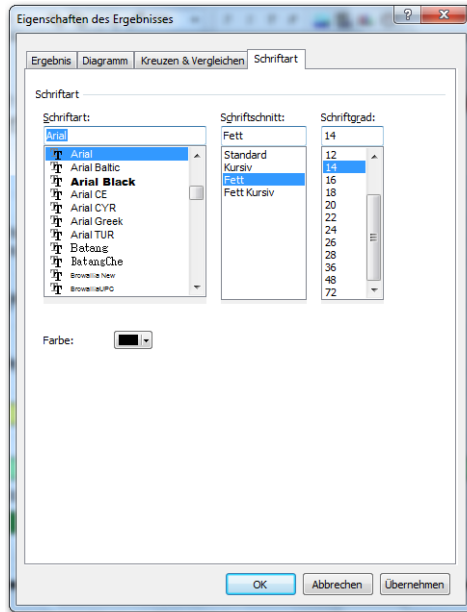 Eigenschaften des Ergebnisses
Ergebnis Diagramm Kreuzen & Vergleichen Schriftart
Schriftart
Schriftart: Schriftschnitt: Schriftgrad:
Arial Fett 14
Arial
Arial Baltic
Arial Black
Arial CE
Arial CYR
Arial Greek
Arial TUR
Batang
BatangChe
Browallia New
BrowalliaUPC
Standard
Kursiv
Fett
Fett Kursiv
12
14
16
18
20
22
24
26
28
36
48
72
Farbe:
OK Abbrechen Übernehmen